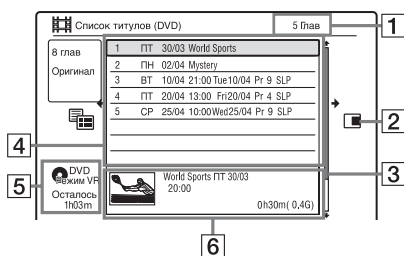 Список титулов (DVD)
5 Глав
1
8 глав
Оригинал
1 ПТ 30/03 World Sports
2 ПН 02/04 Mystery
3 ВТ 10/04 21:00 Tue10/04 Pr 9 SLP
4 ПТ 20/04 13:00 Fri20/04 Pr 4 SLP
5 СР 25/04 10:00Wed25/04 Pr 9 SLP
2
4
3
5
DVD
Режим VR
Осталось
1h03m
World Sports ПТ 30/03
20:00
0h30m( 0.4G)
6